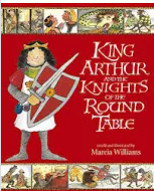 KING
ARTHUR
AND THE
KNIGHTS
OF THE
ROUND
TABLE
Marcia Williams